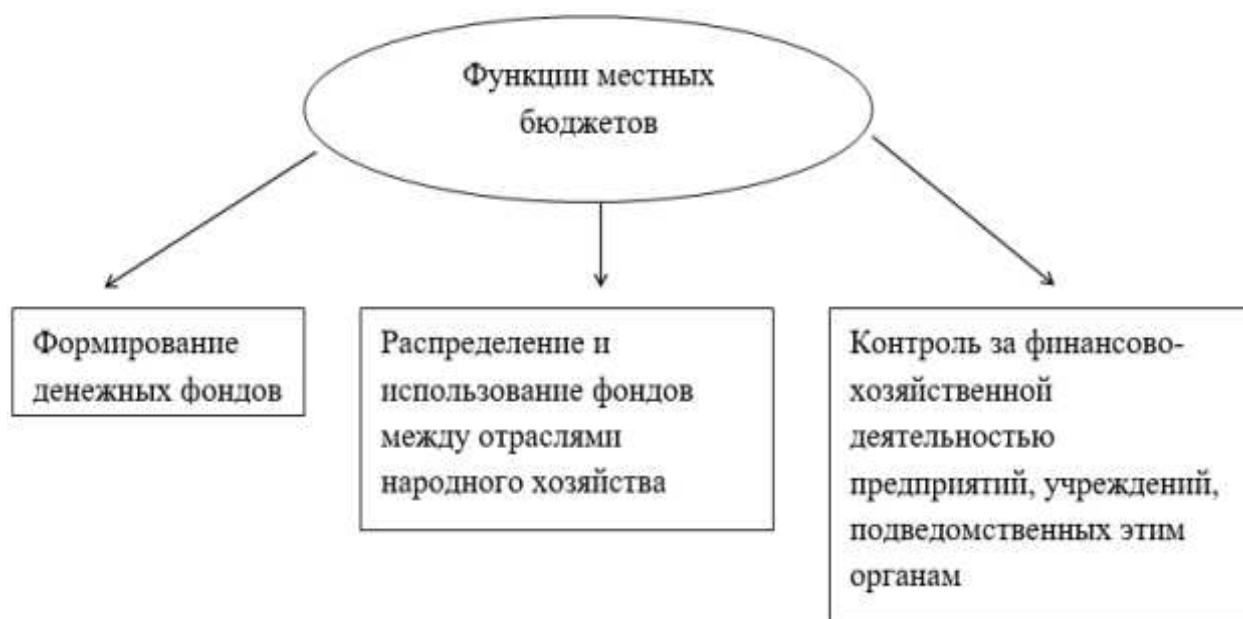 Функции местных
бюджетов
Формирование
денежных фондов
Распределение и
использование фондов
между отраслями
народного хозяйства
Контроль за финансово-
хозяйственной
деятельностью
предприятий, учреждений,
подведомственных этим
органам